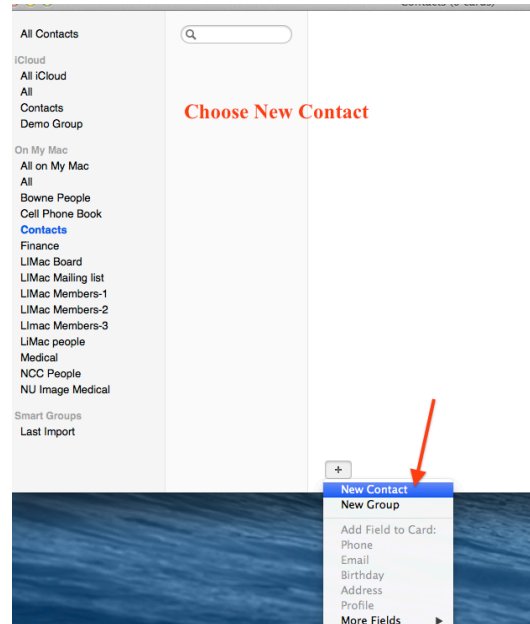 Contacts (0 cards)
All Contacts
iCloud
All iCloud
All
Contacts
Demo Group
On My Mac
All on My Mac
All
Bowne People
Cell Phone Book
Contacts
Finance
LIMac Board
LIMac Mailing list
LIMac Members-1
LIMac Members-2
LImac Members-3
LiMac people
Medical
NCC People
NU Image Medical
Smart Groups
Last Import
Choose New Contact
+
New Contact
New Group
Add Field to Card:
Phone
Email
Birthday
Address
Profile
More Fields